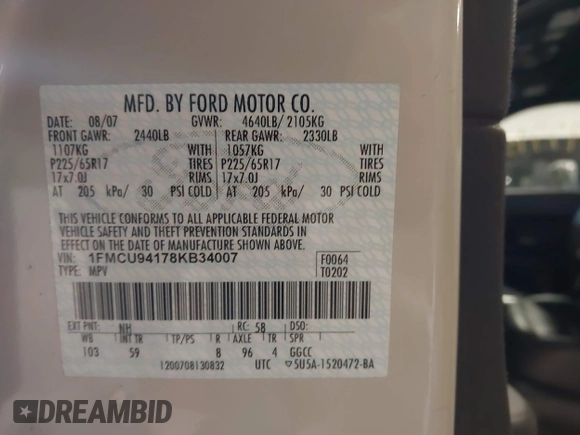 MFD. BY FORD MOTOR CO.
DATE: 08/07 GVWR: 4640LB/ 2105KG
FRONT GAWR: 2440LB REAR GAWR: 2330LB
1107KG WITH 1057KG WITH
P225/65R17 TIRES P225/65R17 TIRES
17x7.0J RIMS 17x7.0J RIMS
AT 205 kPa/ 30 PSI COLD AT 205 kPa/ 30 PSI COLD
THIS VEHICLE CONFORMS TO ALL APPLICABLE FEDERAL MOTOR
VEHICLE SAFETY AND THEFT PREVENTION STANDARDS
IN EFFECT ON THE DATE OF MANUFACTURE SHOWN ABOVE.
VIN: 1FMCU94178KB34007 F0064
TYPE: MPV T0202
EXT PNT: NH RC: 58 DSO:
WB INT TR TP/PS R AXLE TR SPR
103 59 8 96 4 GGCC
1200708130832 UTC 5U5A-1520472-BA
DREAMBID